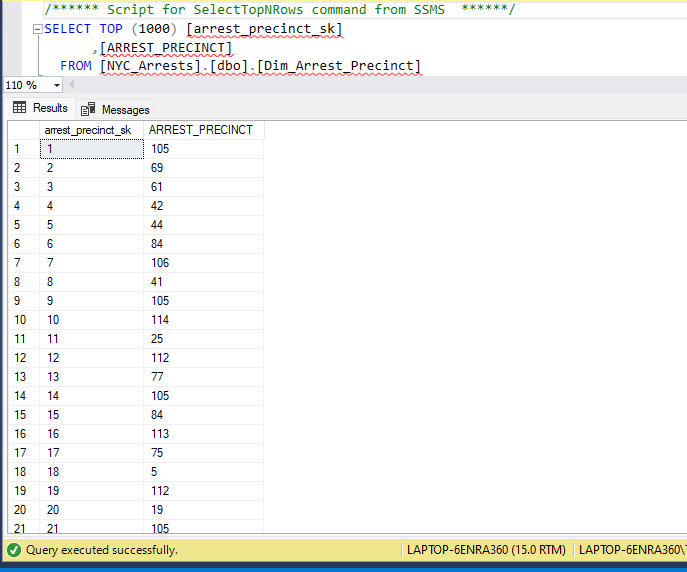 /****** Script for SelectTopNRows command from SSMS  ******/
SELECT TOP (1000) [arrest_precinct_sk]
,[ARREST_PRECINCT]
FROM [NYC_Arrests].[dbo].[Dim_Arrest_Precinct]
110 %
Results Messages
arrest_precinct_sk ARREST_PRECINCT
1 1 105
2 2 69
3 3 61
4 4 42
5 5 44
6 6 84
7 7 106
8 8 41
9 9 105
10 10 114
11 11 25
12 12 112
13 13 77
14 14 105
15 15 84
16 16 113
17 17 75
18 18 5
19 19 112
20 20 19
21 21 105
Query executed successfully. LAPTOP-6ENRA360 (15.0 RTM) LAPTOP-6ENRA360\